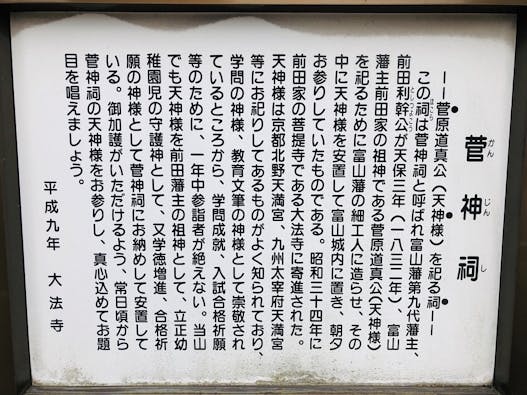 菅神祠
かんじんし
――菅原道真公（天神様）を祀る祠――
この祠は菅神祠と呼ばれ富山藩第九代藩主、
前田利幹公が天保三年（一八三二年）、富山
藩主前田家の祖神である菅原道真公（天神様）
を祀るために富山藩の細工人に造らせ、その
中に天神様を安置して富山城内に置き、朝夕
お参りしていたものである。昭和三十四年に
前田家の菩提寺である大法寺に寄進された。
天神様は京都北野天満宮、九州太宰府天満宮
等にお祀りしてあるものがよく知られており、
学問の神様、教育文筆の神様として崇敬され
ているところから、学問成就、入試合格祈願
等のために、一年中参詣者が絶えない。当山
でも天神様を前田藩主の祖神として、立正幼
稚園児の守護神として、又学徳増進、合格祈
願の神様として菅神祠にお納めして安置して
いる。御加護がいただけるよう、常日頃から
菅神祠の天神様をお参りし、真心込めてお題
目を唱えましょう。
平成九年　大法寺